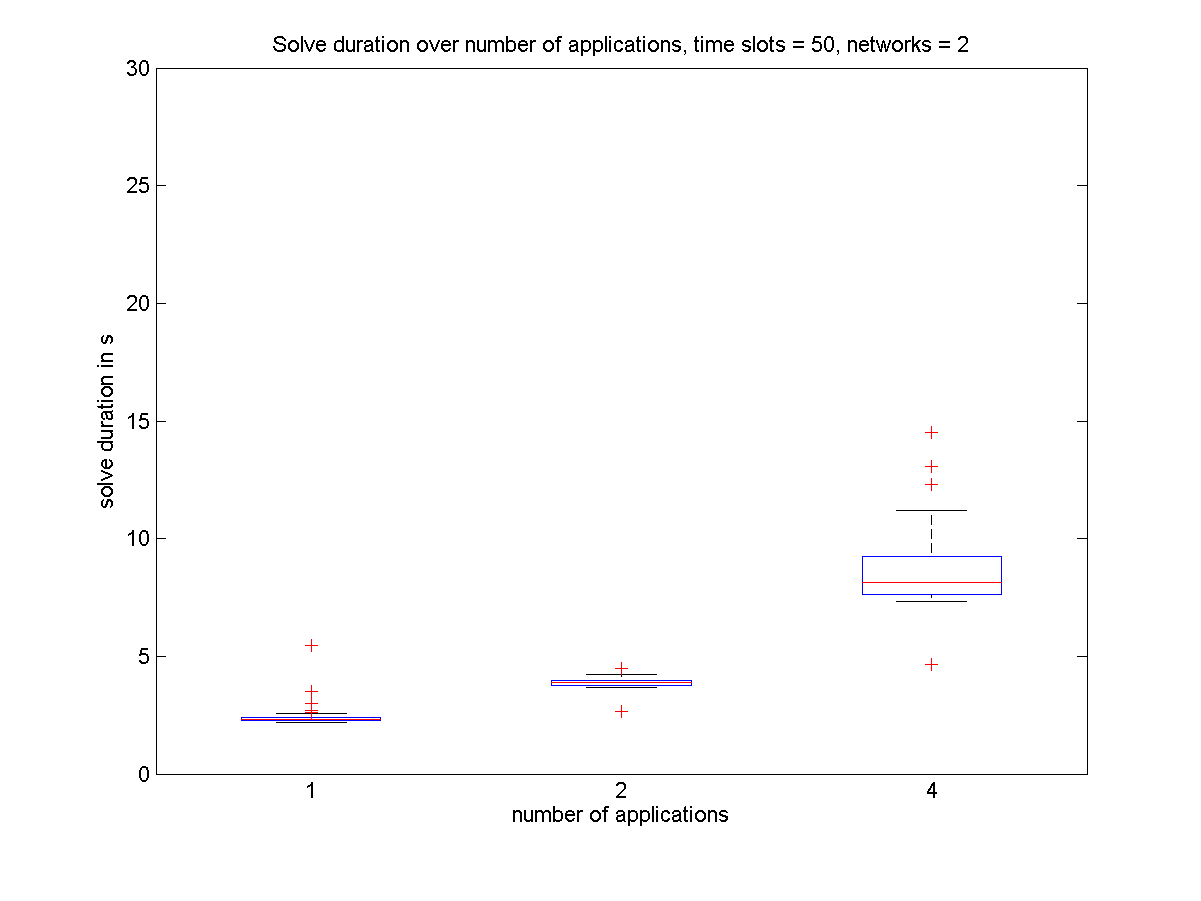 Solve duration over number of applications, time slots = 50, networks = 2
30
25
20
15
10
5
0
solve duration in s
1 2 4
number of applications